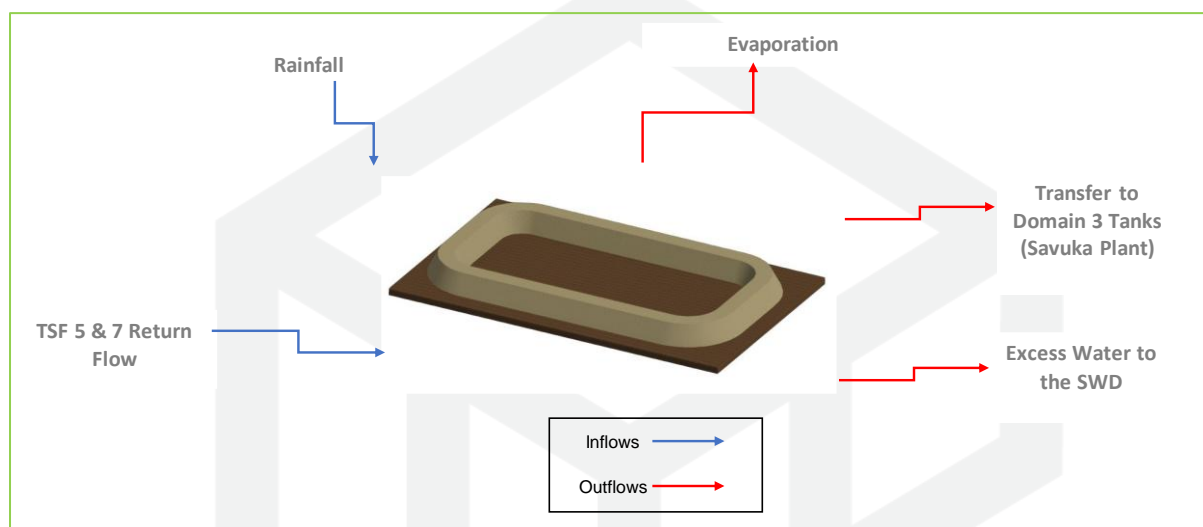 Evaporation
Rainfall
Transfer to
Domain 3 Tanks
(Savuka Plant)
TSF 5 & 7 Return
Flow
Excess Water to
the SWD
Inflows
Outflows